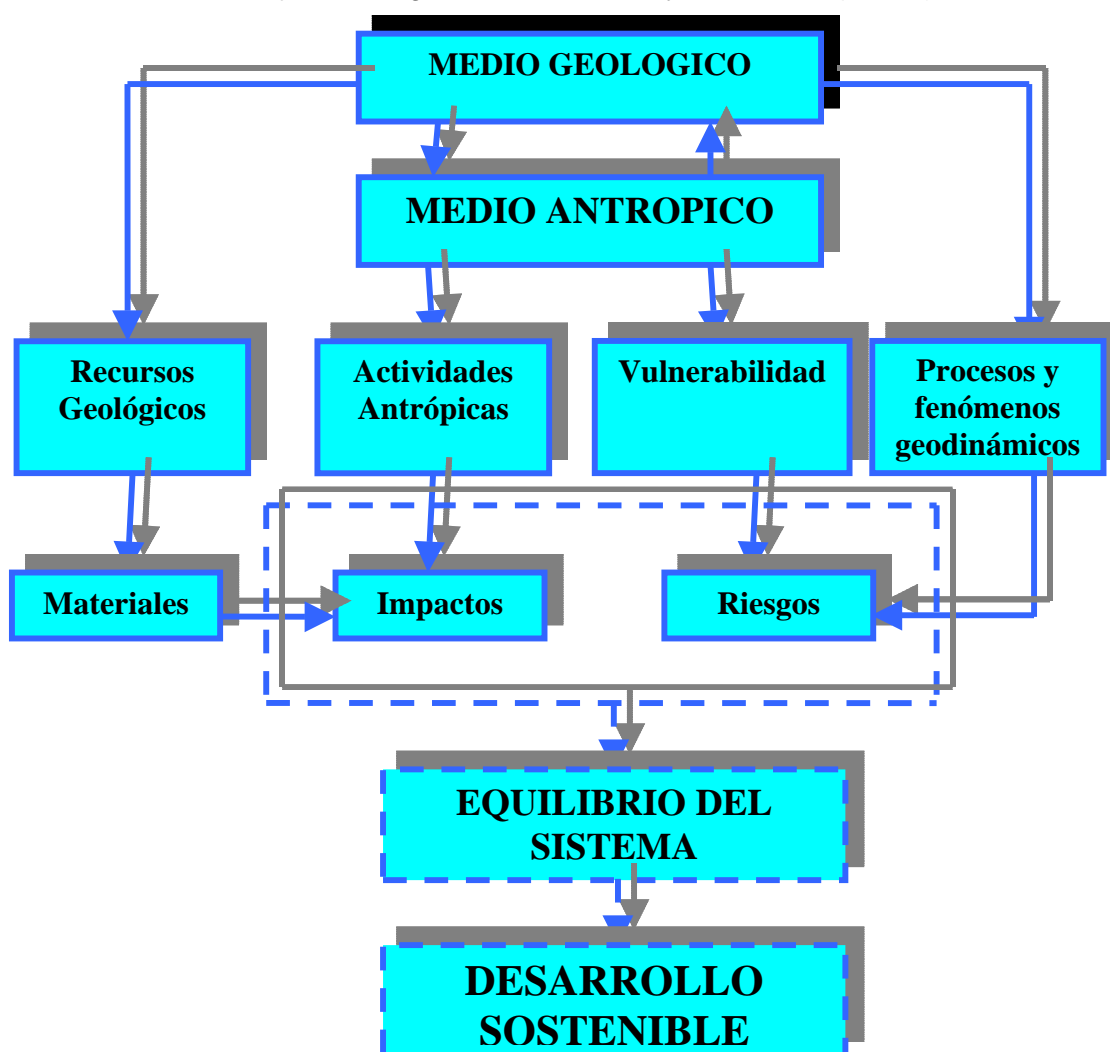 MEDIO GEOLOGICO
MEDIO ANTROPICO
Recursos
Geológicos
Actividades
Antrópicas
Vulnerabilidad
Procesos y
fenómenos
geodinámicos
Materiales
Impactos
Riesgos
EQUILIBRIO DEL
SISTEMA
DESARROLLO
SOSTENIBLE